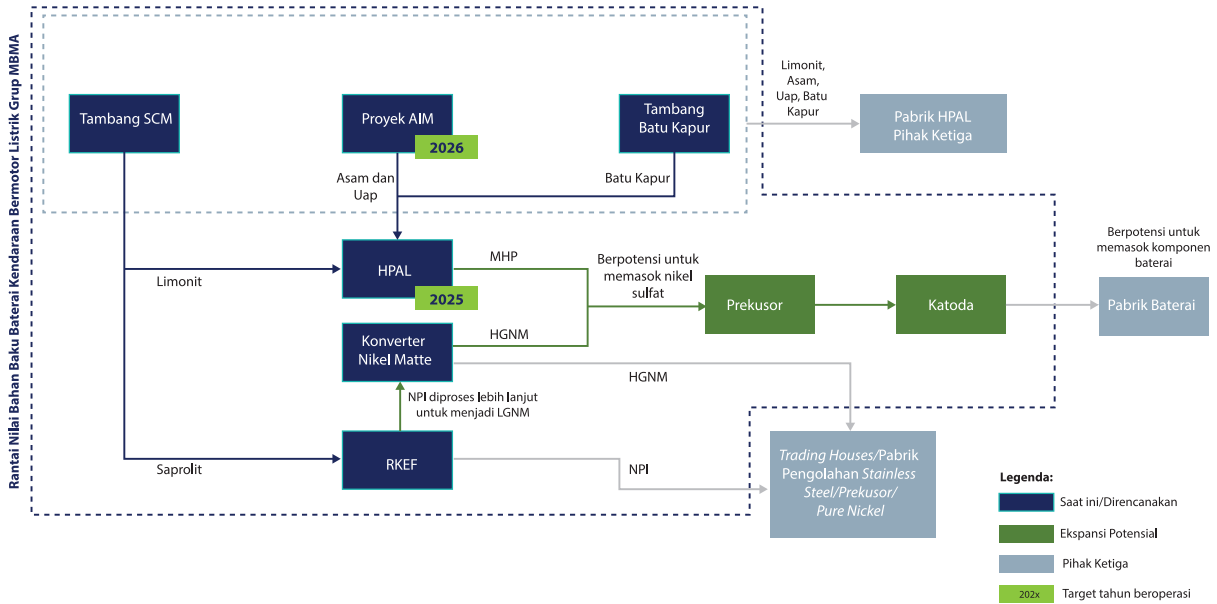 Rantai Nilai Bahan Baku Baterai Kendaraan Bermotor Listrik Grup MBMA
Tambang SCM
Proyek AIM
2026
Tambang
Batu Kapur
Limonit,
Asam,
Uap, Batu
Kapur
Pabrik HPAL
Pihak Ketiga
Asam dan
Uap
Batu Kapur
Limonit
HPAL
2025
MHP
Berpotensi untuk
memasok nikel
sulfat
Prekusor
Katoda
Berpotensi untuk
memasok komponen
baterai
Pabrik Baterai
Konverter
Nikel Matte
HGNM
HGNM
NPI diproses lebih lanjut
untuk menjadi LGNM
Saprolit
RKEF
NPI
Trading Houses/Pabrik
Pengolahan Stainless
Steel/Prekusor/
Pure Nickel
Legenda:
Saat ini/Direncanakan
Ekspansi Potensial
Pihak Ketiga
202x
Target tahun beroperasi